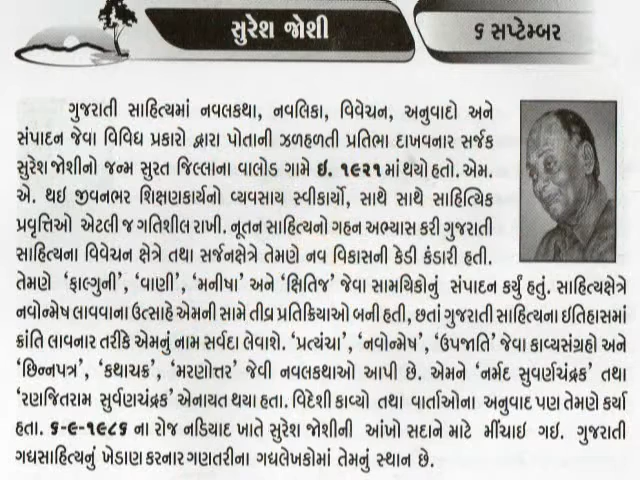 સુરેશ જોશી
૬ સપ્ટેમ્બર
ગુજરાતી સાહિત્યમાં નવલકથા, નવલિકા, વિવેચન, અનુવાદો અને
સંપાદન જેવા વિવિધ પ્રકારો દ્વારા પોતાની ઝળહળતી પ્રતિભા દાખવનાર સર્જક
સુરેશ જોશીનો જન્મ સુરત જિલ્લાના વાલોડ ગામે ઇ. ૧૯૨૧ માં થયો હતો. એમ.
એ. થઇ જીવનભર શિક્ષણકાર્યનો વ્યવસાય સ્વીકાર્યો, સાથે સાથે સાહિત્યિક
પ્રવૃત્તિઓ એટલી જ ગતિશીલ રાખી. નૂતન સાહિત્યનો ગહન અભ્યાસ કરી ગુજરાતી
સાહિત્યના વિવેચન ક્ષેત્રે તથા સર્જનક્ષેત્રે તેમણે નવ વિકાસની કેડી કંડારી હતી.
તેમણે ‘ફાલ્ગુની’, ‘વાણી’, ‘મનીષા’ અને ‘ક્ષિતિજ’ જેવા સામયિકોનું સંપાદન કર્યું હતું. સાહિત્યક્ષેત્રે
નવોન્મેષ લાવવાના ઉત્સાહે એમની સામે તીવ્ર પ્રતિક્રિયાઓ બની હતી, છતાં ગુજરાતી સાહિત્યના ઇતિહાસમાં
ક્રાંતિ લાવનાર તરીકે એમનું નામ સર્વદા લેવાશે. ‘પ્રત્યંચા’, ‘નવોન્મેષ’, ‘ઉપજાતિ’ જેવા કાવ્યસંગ્રહો અને
‘છિન્નપત્ર’, ‘કથાચક્ર’, ‘મરણોત્તર’ જેવી નવલકથાઓ આપી છે. એમને ‘નર્મદ સુવર્ણચંદ્રક’ તથા
‘રણજિતરામ સુર્વણચંદ્રક’ એનાયત થયા હતા. વિદેશી કાવ્યો તથા વાર્તાઓના અનુવાદ પણ તેમણે કર્યા
હતા. ૬-૯-૧૯૮૬ ના રોજ નડિયાદ ખાતે સુરેશ જોશીની આંખો સદાને માટે મીંચાઇ ગઇ. ગુજરાતી
ગદ્યસાહિત્યનું ખેડાણ કરનાર ગણતરીના ગદ્યલેખકોમાં તેમનું સ્થાન છે.